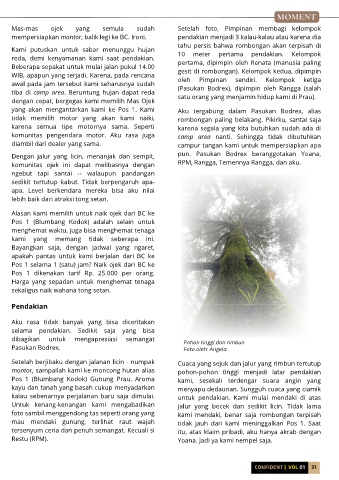 MOMENT
Mas-mas ojek yang semula sudah
mempersiapkan montor, balik lagi ke BC. Ironi.
Kami putuskan untuk sabar menunggu hujan
reda, demi kenyamanan kami saat pendakian.
Beberapa sepakat untuk mulai jalan pukul 14.00
WIB, apapun yang terjadi. Karena, pada rencana
awal pada jam tersebut kami seharusnya sudah
tiba di camp area. Beruntung hujan dapat reda
dengan cepat, bergegas kami memilih Mas Ojek
yang akan mengantarkan kami ke Pos 1. Kami
tidak memilih motor yang akan kami naiki,
karena semua tipe motornya sama. Seperti
komunitas pengendara motor. Aku rasa juga
diambil dari dealer yang sama.
Dengan jalur yang licin, menanjak dan sempit,
komunitas ojek ini dapat melibasnya dengan
ngebut tapi santai -- walaupun pandangan
sedikit tertutup kabut. Tidak berpengaruh apa-
apa. Level berkendara mereka bisa aku nilai
lebih baik dari atraksi tong setan.
Alasan kami memilih untuk naik ojek dari BC ke
Pos 1 (Blumbang Kodok) adalah selain untuk
menghemat waktu, juga bisa menghemat tenaga
kami yang memang tidak seberapa ini.
Bayangkan saja, dengan jadwal yang ngaret,
apakah pantas untuk kami berjalan dari BC ke
Pos 1 selama 1 (satu) jam? Naik ojek dari BC ke
Pos 1 dikenakan tarif Rp. 25.000 per orang.
Harga yang sepadan untuk menghemat tenaga
sekaligus naik wahana tong setan.
Pendakian
Aku rasa tidak banyak yang bisa diceritakan
selama pendakian. Sedikit saja yang bisa
dibagikan untuk mengapresiasi semangat
Pasukan Bodrex.
Setelah berjibaku dengan jalanan licin - numpak
montor, sampailah kami ke moncong hutan alias
Pos 1 (Blumbang Kodok) Gunung Prau. Aroma
kayu dan tanah yang basah cukup menyadarkan
kalau sebenarnya perjalanan baru saja dimulai.
Untuk kenang-kenangan kami mengabadikan
foto sambil menggendong tas seperti orang yang
mau mendaki gunung, terlihat raut wajah
tersenyum ceria dan penuh semangat. Kecuali si
Restu (RPM).
Setelah foto, Pimpinan membagi kelompok
pendakian menjadi 3 kalau-kalau atau karena dia
tahu persis bahwa rombongan akan terpisah di
10 meter pertama pendakian. Kelompok
pertama, dipimpin oleh Renata (manusia paling
gesit di rombongan). Kelompok kedua, dipimpin
oleh Pimpinan sendiri. Kelompok ketiga
(Pasukan Bodrex), dipimpin oleh Rangga (salah
satu orang yang menjamin hidup kami di Prau).
Aku tergabung dalam Pasukan Bodrex, alias
rombongan paling belakang. Pikirku, santai saja
karena segala yang kita butuhkan sudah ada di
camp area nanti. Sehingga tidak dibutuhkan
campur tangan kami untuk mempersiapkan apa
pun. Pasukan Bodrex beranggotakan Yoana,
RPM, Rangga, Temennya Rangga, dan aku.
Pohon tinggi dan rimbun
Foto oleh: Angela
Cuaca yang sejuk dan jalur yang rimbun tertutup
pohon-pohon tinggi menjadi latar pendakian
kami, sesekali terdengar suara angin yang
menyapu dedaunan. Sungguh cuaca yang ciamik
untuk pendakian. Kami mulai mendaki di atas
jalur yang becek dan sedikit licin. Tidak lama
kami mendaki, benar saja rombongan terpisah
tidak jauh dari kami meninggalkan Pos 1. Saat
itu, atas klaim pribadi, aku hanya akrab dengan
Yoana. Jadi ya kami nempel saja.
CONFIDENT | VOL 01 31